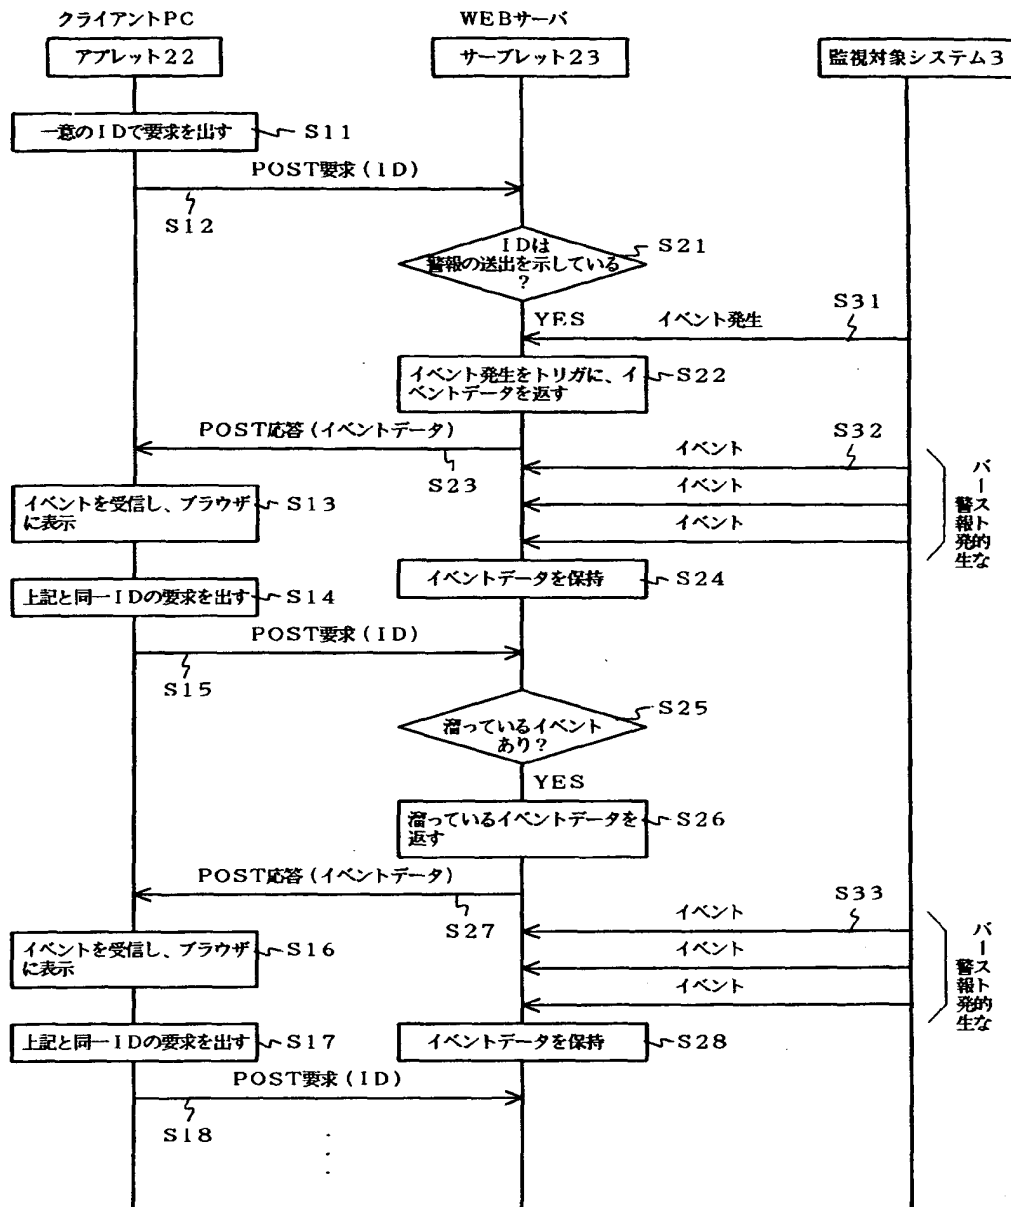 クライアントPC
WEBサーバ
アプレット22
サーブレット23
監視対象システム3
一意のIDで要求を出す
S11
POST要求(ID)
S12
IDは
警報の送出を示している
?
S21
YES
イベント発生
S31
イベント発生をトリガに、イ
ベントデータを返す
S22
POST応答(イベントデータ)
S23
イベント
S32
イベント
イベント
バースト的な
警報発生
イベントを受信し、ブラウザ
に表示
S13
イベントデータを保持
S24
上記と同一IDの要求を出す
S14
POST要求(ID)
S15
溜っているイベント
あり?
S25
YES
溜っているイベントデータを
返す
S26
POST応答(イベントデータ)
S27
イベント
S33
イベント
イベント
バースト的な
警報発生
イベントを受信し、ブラウザ
に表示
S16
上記と同一IDの要求を出す
S17
イベントデータを保持
S28
POST要求(ID)
S18